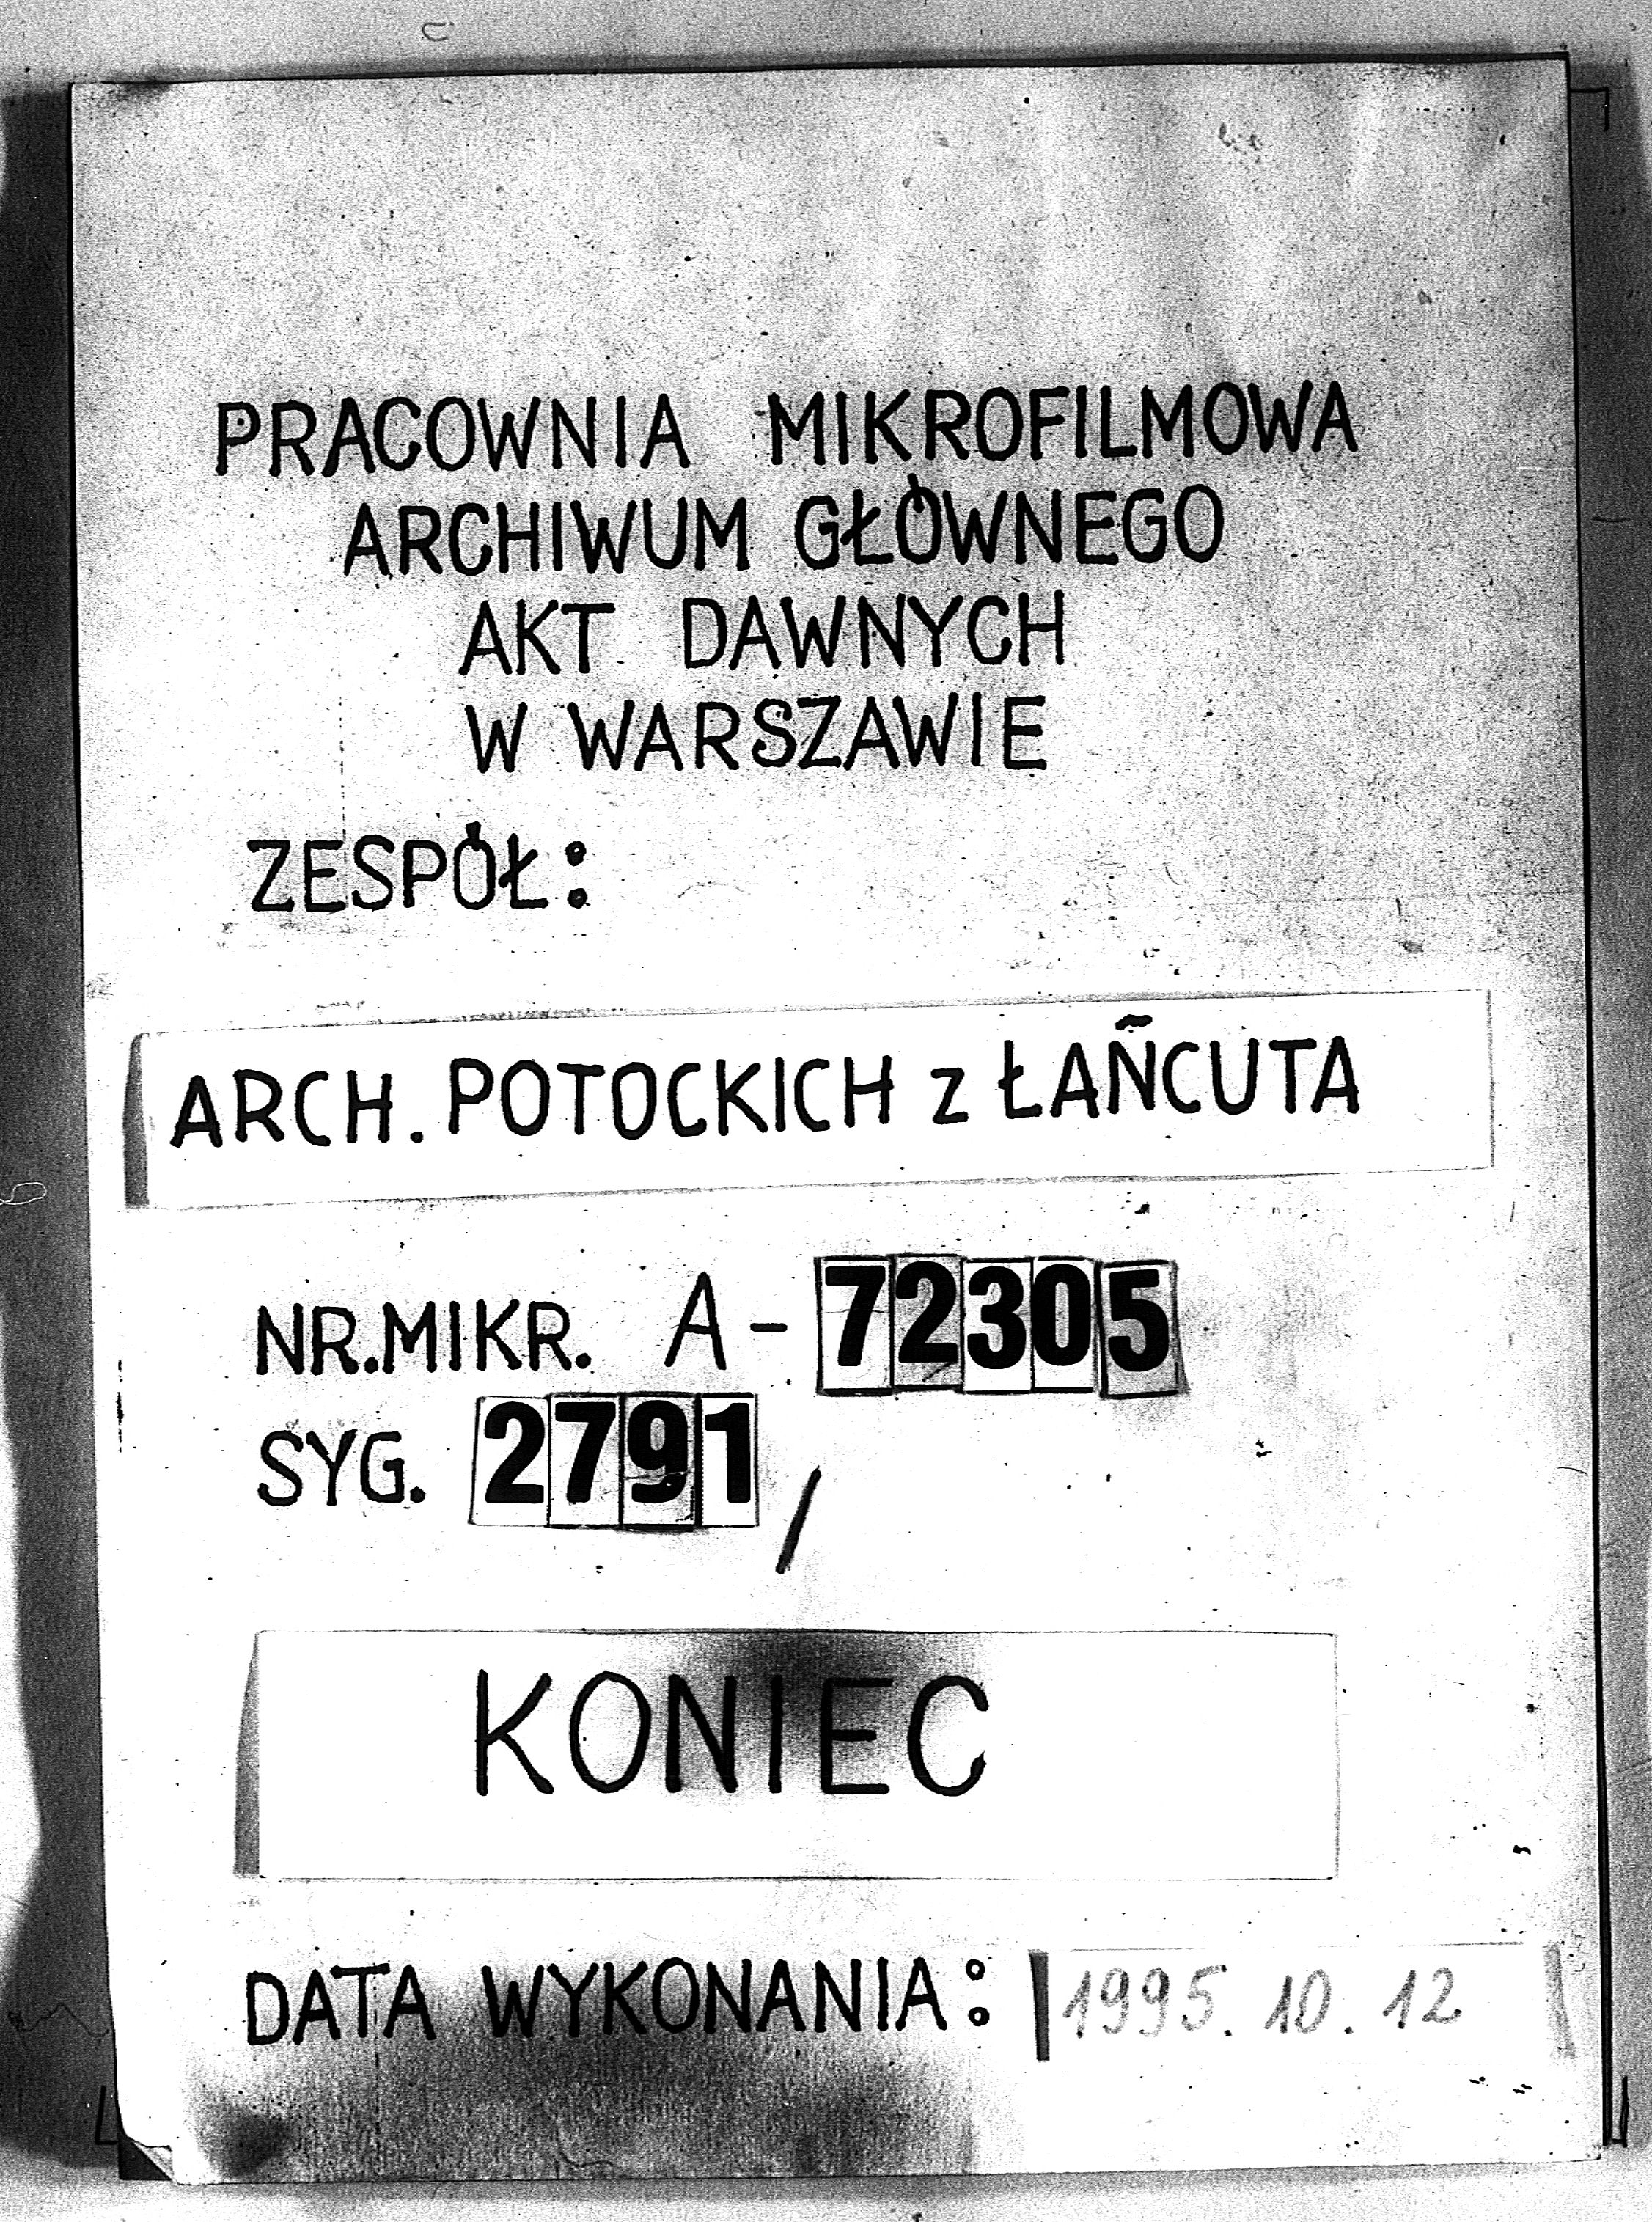 PRACOWNIA MIKROFILMOWA
ARCHIWUM GŁÓWNEGO
AKT DAWNYCH
W WARSZAWIE
ZESPÓŁ:
ARCH. POTOCKICH z ŁAŃCUTA
NR.MIKR. A-72305
SYG. 2791/
KONIEC
DATA WYKONANIA: 1995.10.12